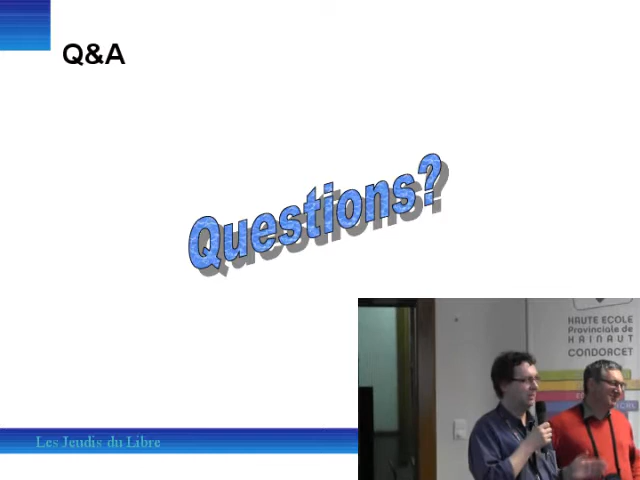 Q&A
Questions?
HAUTE ECOLE
Provinciale de
HAINAUT
CONDORCET
Les Jeudis du Libre